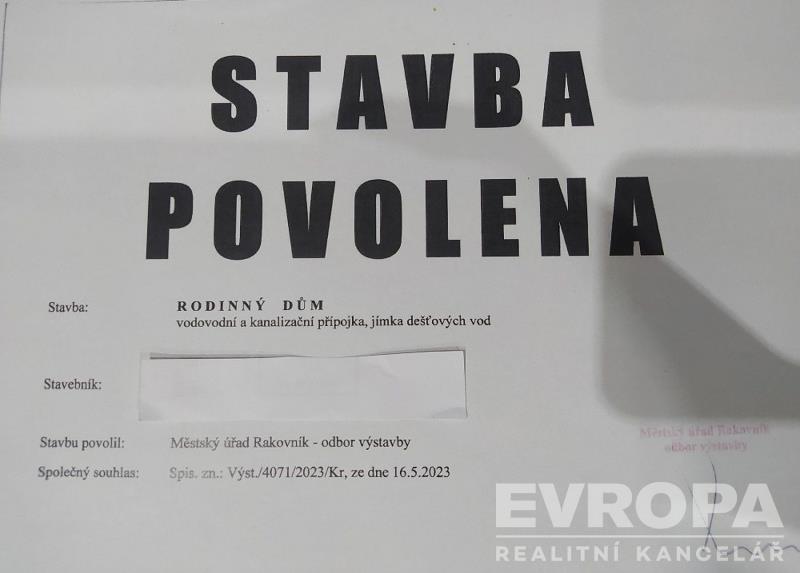 STAVBA
POVOLENA
Stavba: RODINNÝ DŮM
vodovodní a kanalizační přípojka, jímka dešťových vod
Stavebník:
Stavbu povolil: Městský úřad Rakovník - odbor výstavby
Společný souhlas: Spis. zn.: Výst./4071/2023/Kr, ze dne 16.5.2023
Městský úřad Rakovník
odbor výstavby
EVROPA
REALITNÍ KANCELÁŘ